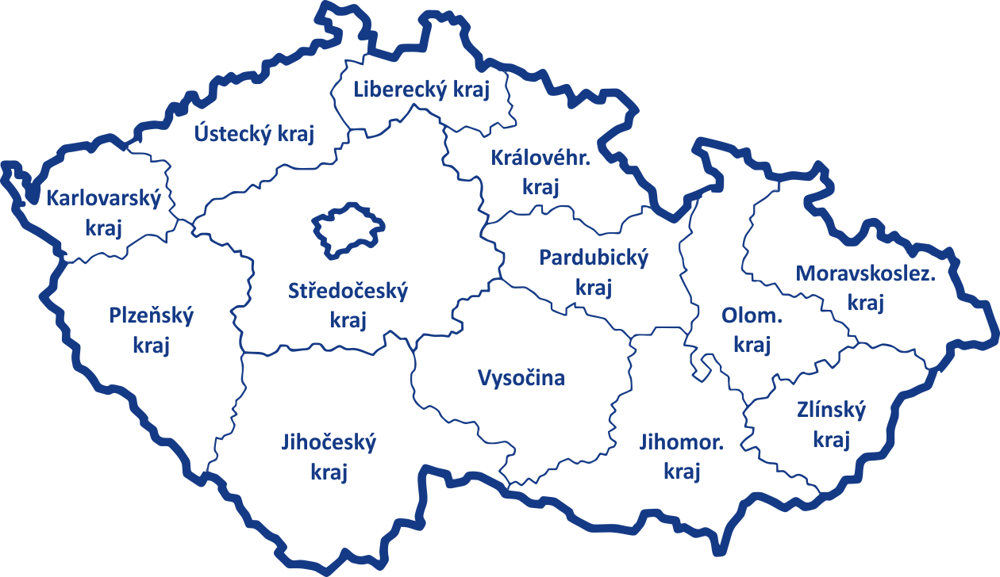 Liberecký kraj
Ústecký kraj
Královéhr.
kraj
Karlovarský
kraj
Pardubický
kraj
Moravskoslez.
kraj
Středočeský
kraj
Plzeňský
kraj
Olom.
kraj
Vysočina
Zlínský
kraj
Jihočeský
kraj
Jihomor.
kraj